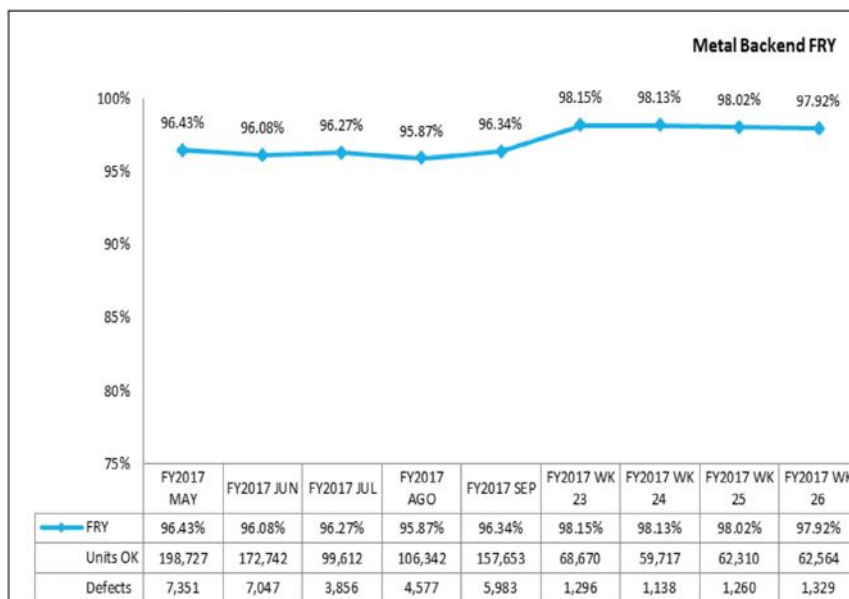 Metal Backend FRY
100%
95%
90%
85%
80%
75%
96.43% 96.08% 96.27% 95.87% 96.34% 98.15% 98.13% 98.02% 97.92%
FY2017 MAY FY2017 JUN FY2017 JUL FY2017 AGO FY2017 SEP FY2017 WK 23 FY2017 WK 24 FY2017 WK 25 FY2017 WK 26
FRY 96.43% 96.08% 96.27% 95.87% 96.34% 98.15% 98.13% 98.02% 97.92%
Units OK 198,727 172,742 99,612 106,342 157,653 68,670 59,717 62,310 62,564
Defects 7,351 7,047 3,856 4,577 5,983 1,296 1,138 1,260 1,329